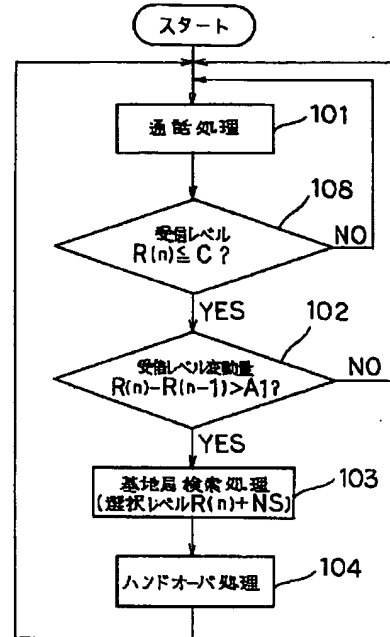 スタート
通話処理
101
受信レベル
R(n)≦C?
108
NO
YES
受信レベル変動量
R(n)-R(n-1)>A1?
102
NO
YES
基地局検索処理
(選択レベルR(n)+NS)
103
ハンドオーバ処理
104